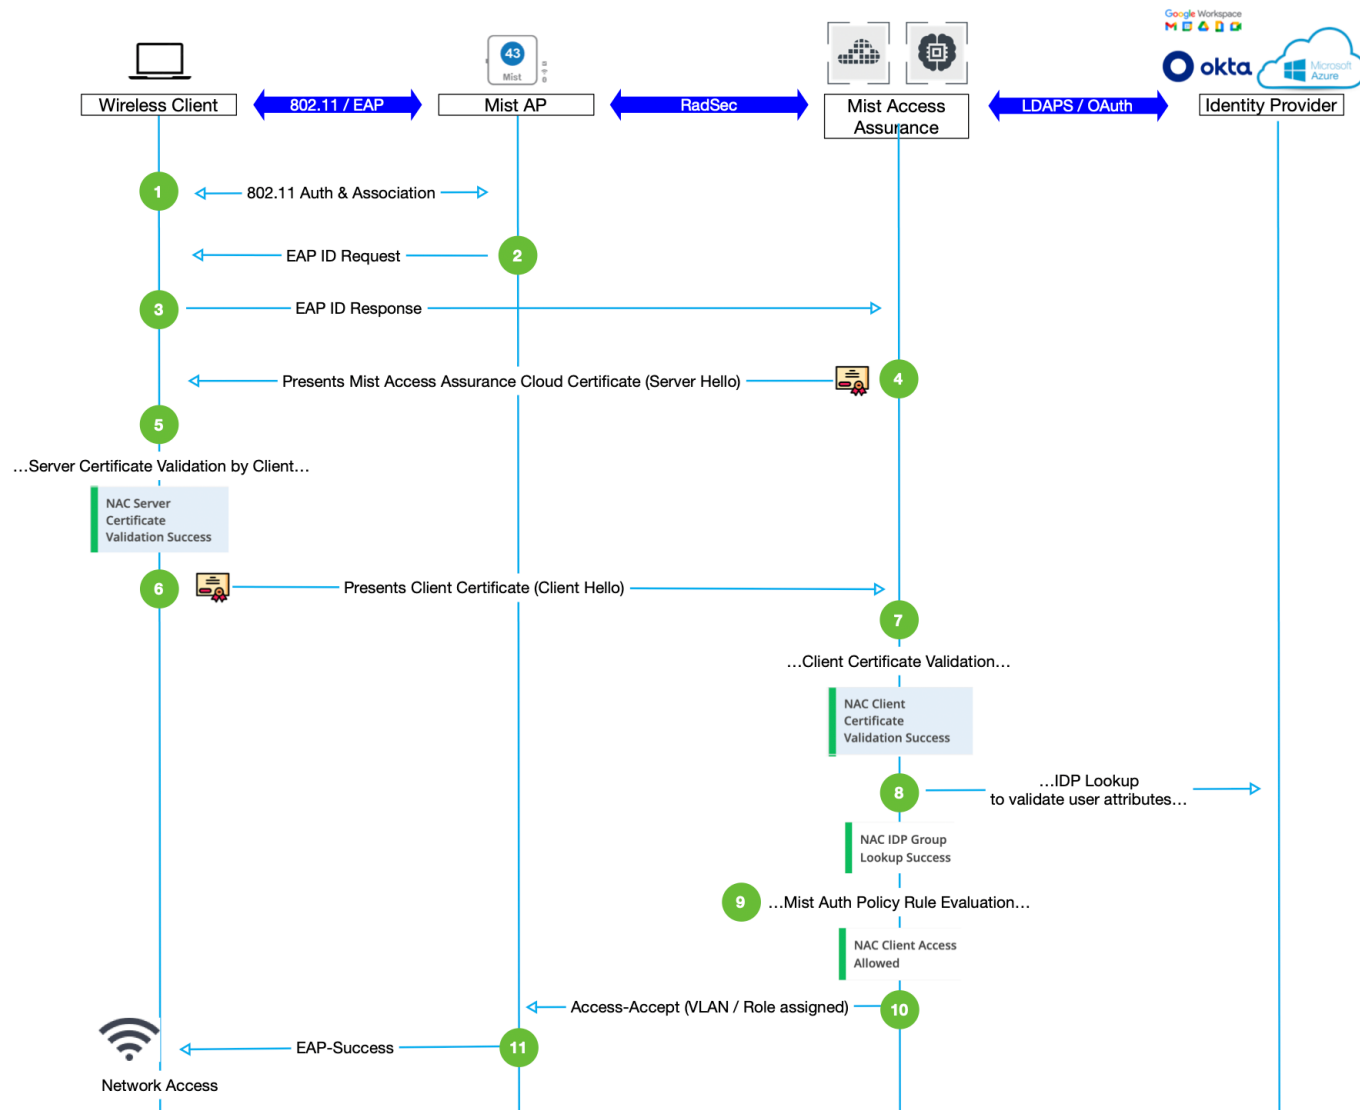 Google Workspace
43
Mist
okta
Microsoft
Azure
Wireless Client
802.11 / EAP
Mist AP
RadSec
Mist Access
Assurance
LDAPS / OAuth
Identity Provider
1
802.11 Auth & Association
EAP ID Request
2
3
EAP ID Response
Presents Mist Access Assurance Cloud Certificate (Server Hello)
4
5
…Server Certificate Validation by Client…
NAC Server
Certificate
Validation Success
6
Presents Client Certificate (Client Hello)
7
…Client Certificate Validation…
NAC Client
Certificate
Validation Success
8
…IDP Lookup
to validate user attributes…
NAC IDP Group
Lookup Success
9
…Mist Auth Policy Rule Evaluation…
NAC Client Access
Allowed
Access-Accept (VLAN / Role assigned)
10
EAP-Success
11
Network Access